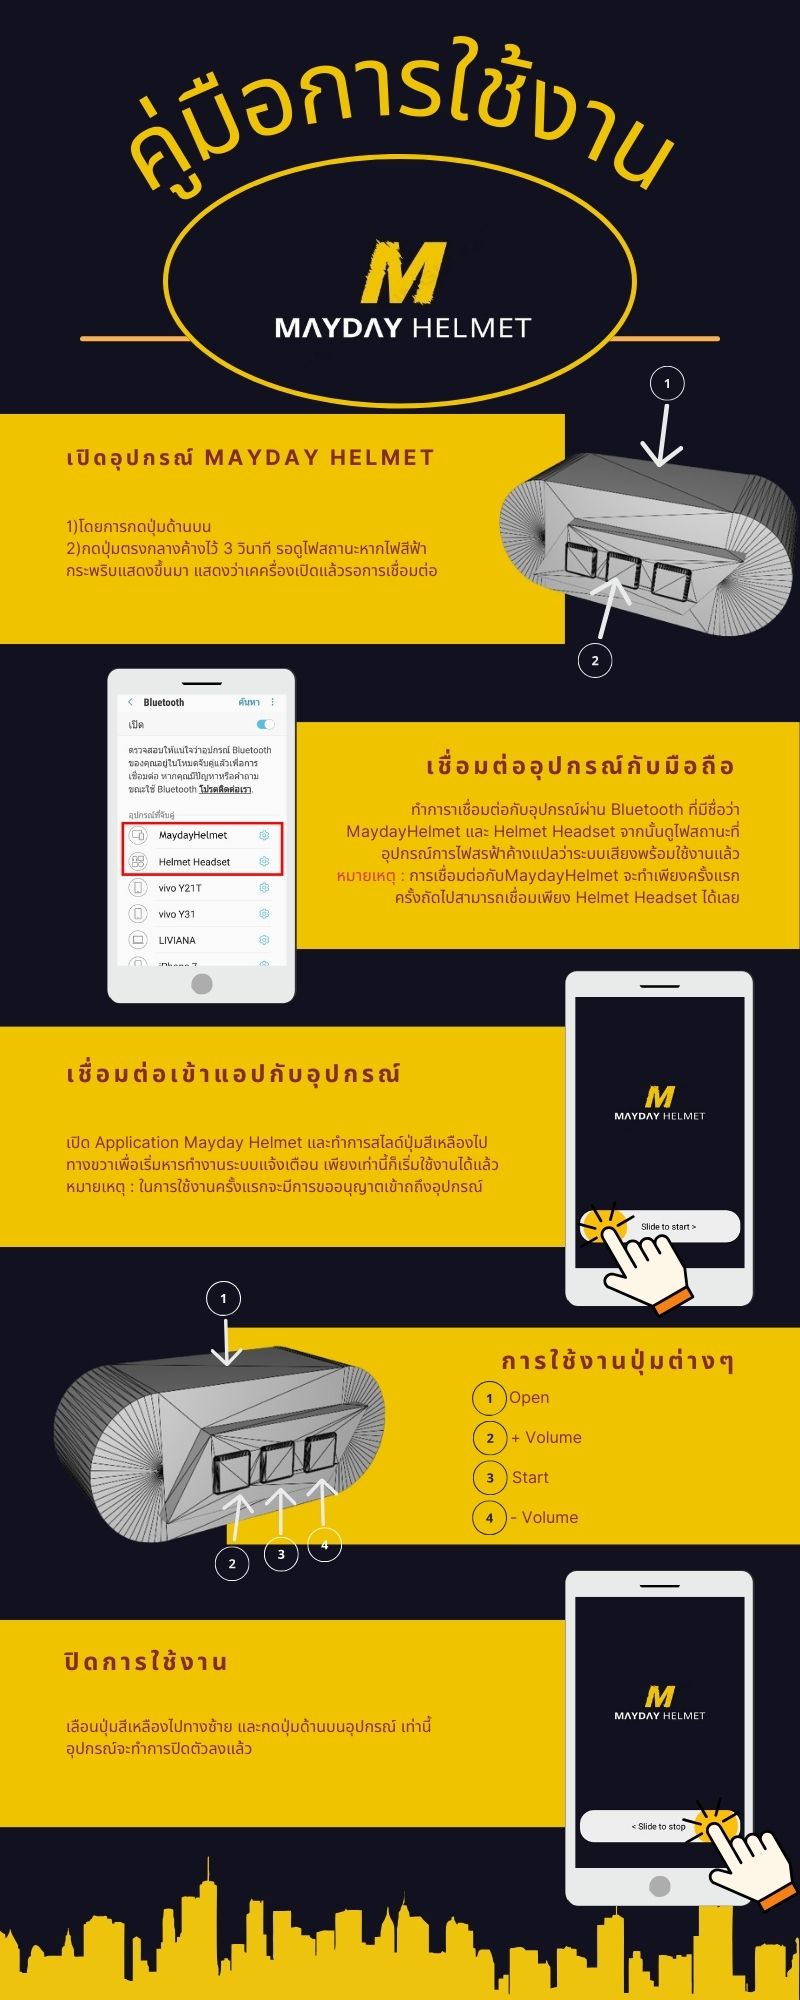 คู่มือการใช้งาน
M
MAYDAY HELMET
1
เปิดอุปกรณ์ MAYDAY HELMET
1)โดยการกดปุ่มด้านบน
2)กดปุ่มตรงกลางค้างไว้ 3 วินาที รอดูไฟสถานะหากไฟสีฟ้า
กระพริบแสดงขึ้นมา แสดงว่าเคครื่องเปิดแล้วรอการเชื่อมต่อ
2
< Bluetooth ค้นหา
เปิด
ตรวจสอบให้แน่ใจว่าอุปกรณ์ Bluetooth
ของคุณอยู่ในโหมดจับคู่แล้วเพื่อการ
เชื่อมต่อ หากคุณมีปัญหาหรือคำถาม
ขณะใช้ Bluetooth โปรดติดต่อเรา.
อุปกรณ์ที่จับคู่
MaydayHelmet
Helmet Headset
vivo Y21T
vivo Y31
LIVIANA
iPhone 7
เชื่อมต่ออุปกรณ์กับมือถือ
ทำการาเชื่อมต่อกับอุปกรณ์ผ่าน Bluetooth ที่มีชื่อว่า
MaydayHelmet และ Helmet Headset จากนั้นดูไฟสถานะที่
อุปกรณ์การไฟสรฟ้าค้างแปลว่าระบบเสียงพร้อมใช้งานแล้ว
หมายเหตุ : การเชื่อมต่อกับMaydayHelmet จะทำเพียงครั้งแรก
ครั้งถัดไปสามารถเชื่อมเพียง Helmet Headset ได้เลย
เชื่อมต่อเข้าแอปกับอุปกรณ์
เปิด Application Mayday Helmet และทำการสไลด์ปุ่มสีเหลืองไป
ทางขวาเพื่อเริ่มหารทำงานระบบแจ้งเตือน เพียงเท่านี้ก็เริ่มใช้งานได้แล้ว
หมายเหตุ : ในการใช้งานครั้งแรกจะมีการขออนุญาตเข้าถถึงอุปกรณ์
M
MAYDAY HELMET
Slide to start >
1
2
3
4
การใช้งานปุ่มต่างๆ
1 Open
2 + Volume
3 Start
4 - Volume
ปิดการใช้งาน
เลือนปุ่มสีเหลืองไปทางซ้าย และกดปุ่มด้านบนอุปกรณ์ เท่านี้
อุปกรณ์จะทำการปิดตัวลงแล้ว
M
MAYDAY HELMET
< Slide to stop